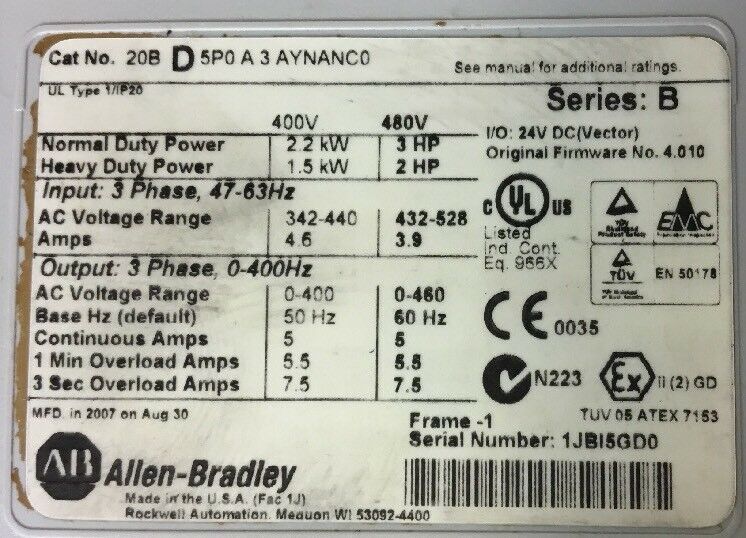 Cat No. 20B D 5P0 A 3 AYNANC0
See manual for additional ratings.
UL Type 1/IP20
Series: B
400V 480V
I/O: 24V DC(Vector)
Normal Duty Power 2.2 kW 3 HP
Original Firmware No. 4.010
Heavy Duty Power 1.5 kW 2 HP
Input: 3 Phase, 47-63Hz
AC Voltage Range 342-440 432-528
Amps 4.6 3.9
C UL US
Listed
Ind. Cont.
Eq. 966X
TÜV
EMC
TÜV
EN 50178
Output: 3 Phase, 0-400Hz
AC Voltage Range 0-400 0-460
Base Hz (default) 50 Hz 60 Hz
Continuous Amps 5 5
1 Min Overload Amps 5.5 5.5
3 Sec Overload Amps 7.5 7.5
CE 0035
N223
Ex II (2) GD
MFD. in 2007 on Aug 30
Frame -1
TUV 05 ATEX 7153
Serial Number: 1JBI5GD0
AB Allen-Bradley
Made in the U.S.A. (Fac 1J)
Rockwell Automation, Mequon WI 53092-4400